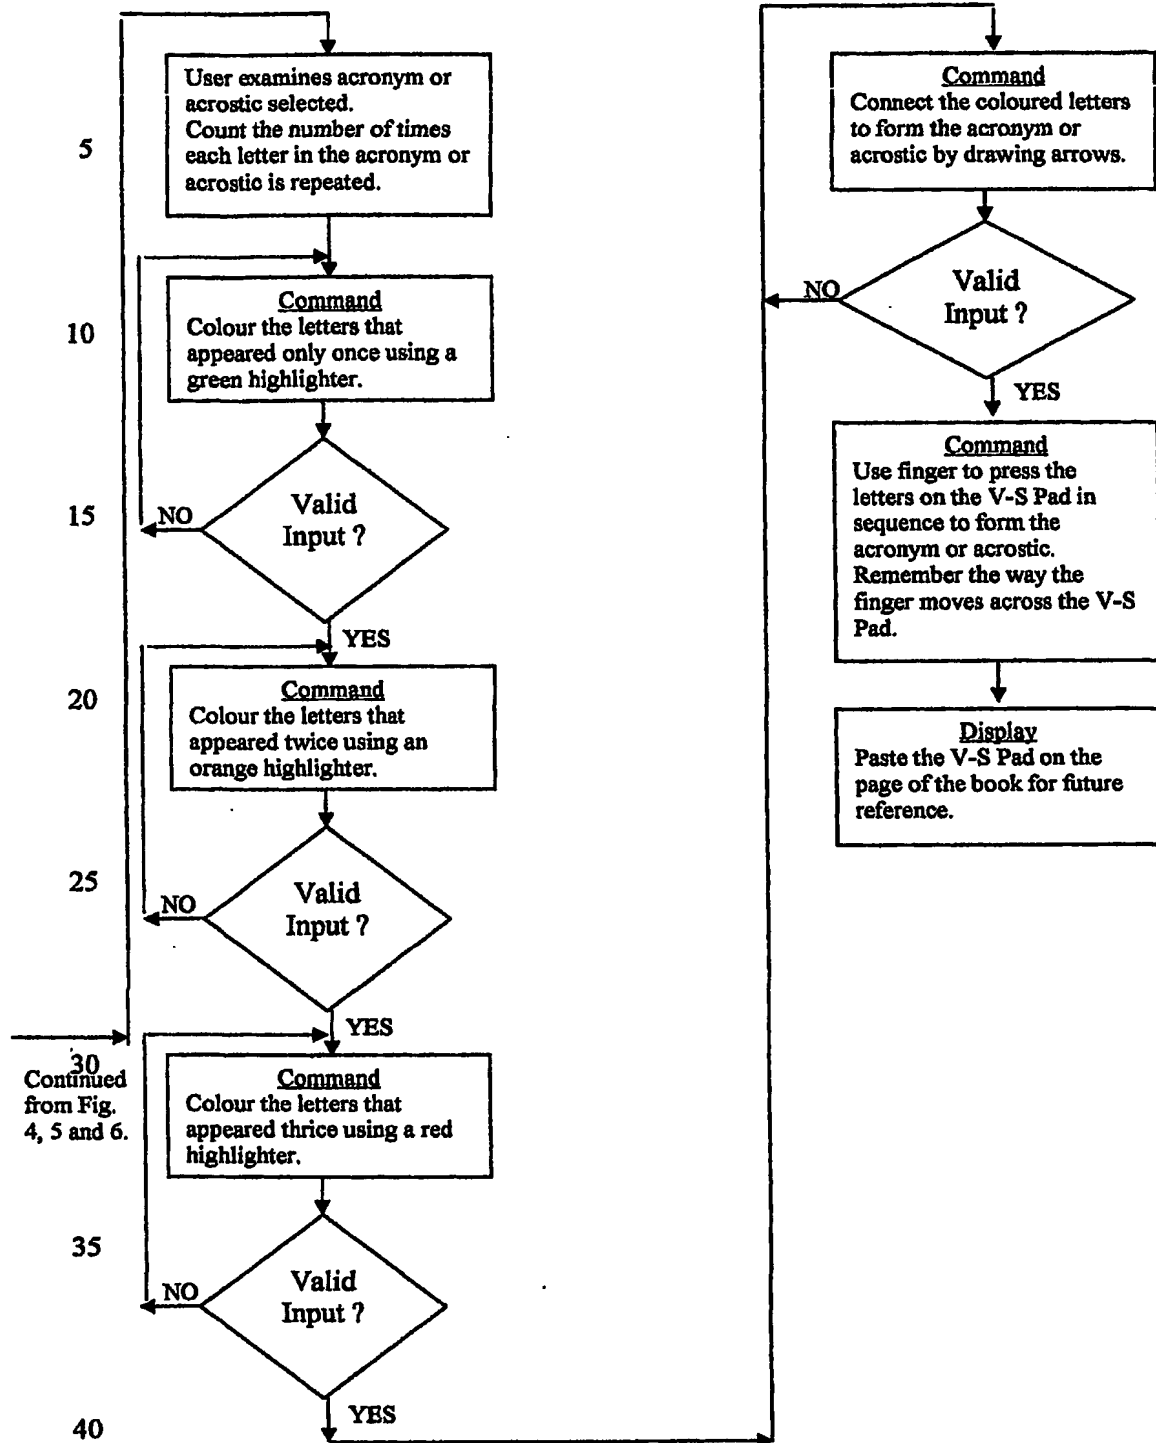 User examines acronym or
acrostic selected.
Count the number of times
5
each letter in the acronym or
acrostic is repeated.
Command
10
Colour the letters that
appeared only once using a
green highlighter.
Valid
15
NO
Input ?
YES
20
Command
Colour the letters that
appeared twice using an
orange highlighter.
25
Valid
NO
Input ?
YES
30
Continued
from Fig.
4, 5 and 6.
Command
Colour the letters that
appeared thrice using a red
highlighter.
35
Valid
NO
Input ?
YES
40
Command
Connect the coloured letters
to form the acronym or
acrostic by drawing arrows.
Valid
NO
Input ?
YES
Command
Use finger to press the
letters on the V-S Pad in
sequence to form the
acronym or acrostic.
Remember the way the
finger moves across the V-S
Pad.
Display
Paste the V-S Pad on the
page of the book for future
reference.